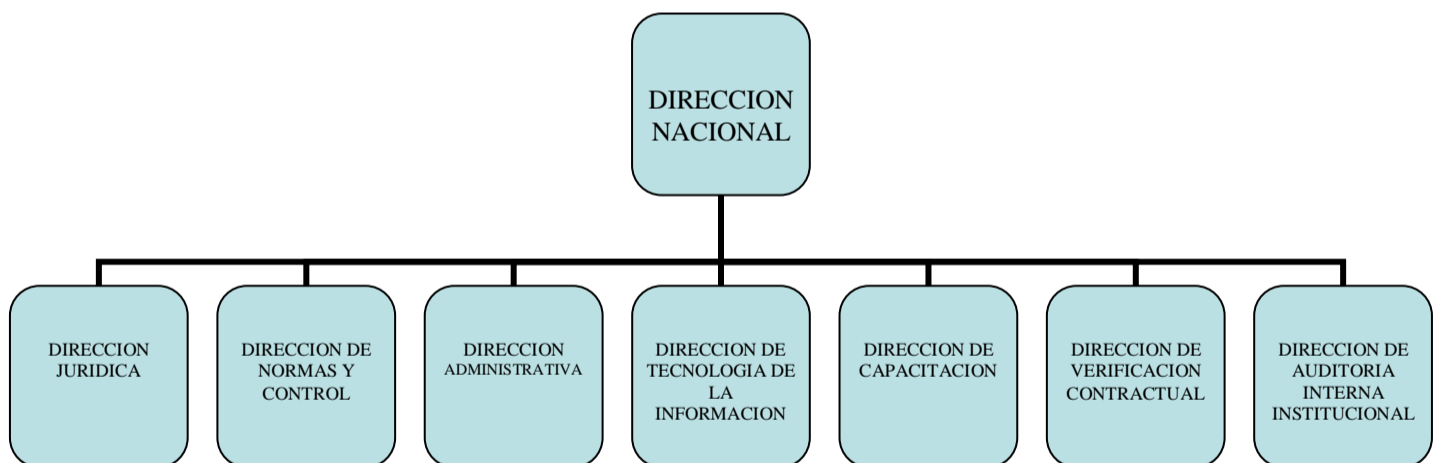 DIRECCION
NACIONAL
DIRECCION
JURIDICA
DIRECCION DE
NORMAS Y
CONTROL
DIRECCION
ADMINISTRATIVA
DIRECCION DE
TECNOLOGIA DE
LA
INFORMACION
DIRECCION DE
CAPACITACION
DIRECCION DE
VERIFICACION
CONTRACTUAL
DIRECCION DE
AUDITORIA
INTERNA
INSTITUCIONAL